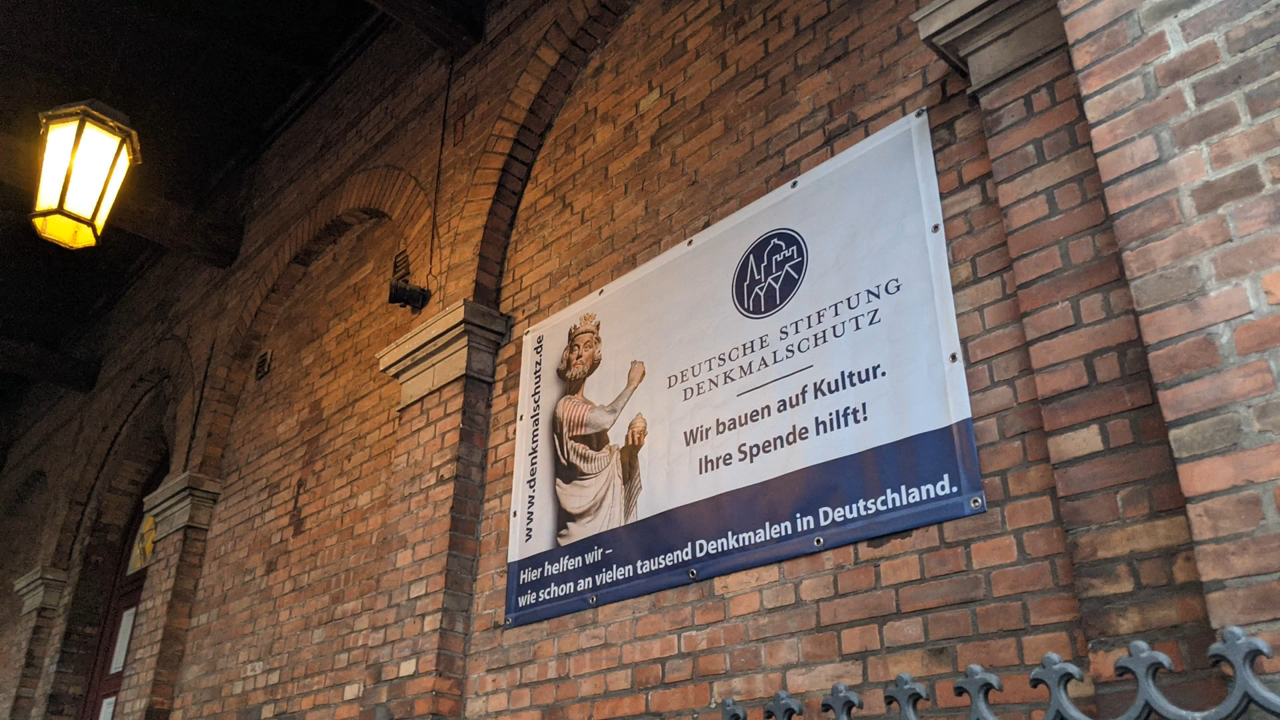 www.denkmalschutz.de
DEUTSCHE STIFTUNG
DENKMALSCHUTZ
Wir bauen auf Kultur.
Ihre Spende hilft!
Hier helfen wir –
wie schon an vielen tausend Denkmalen in Deutschland.